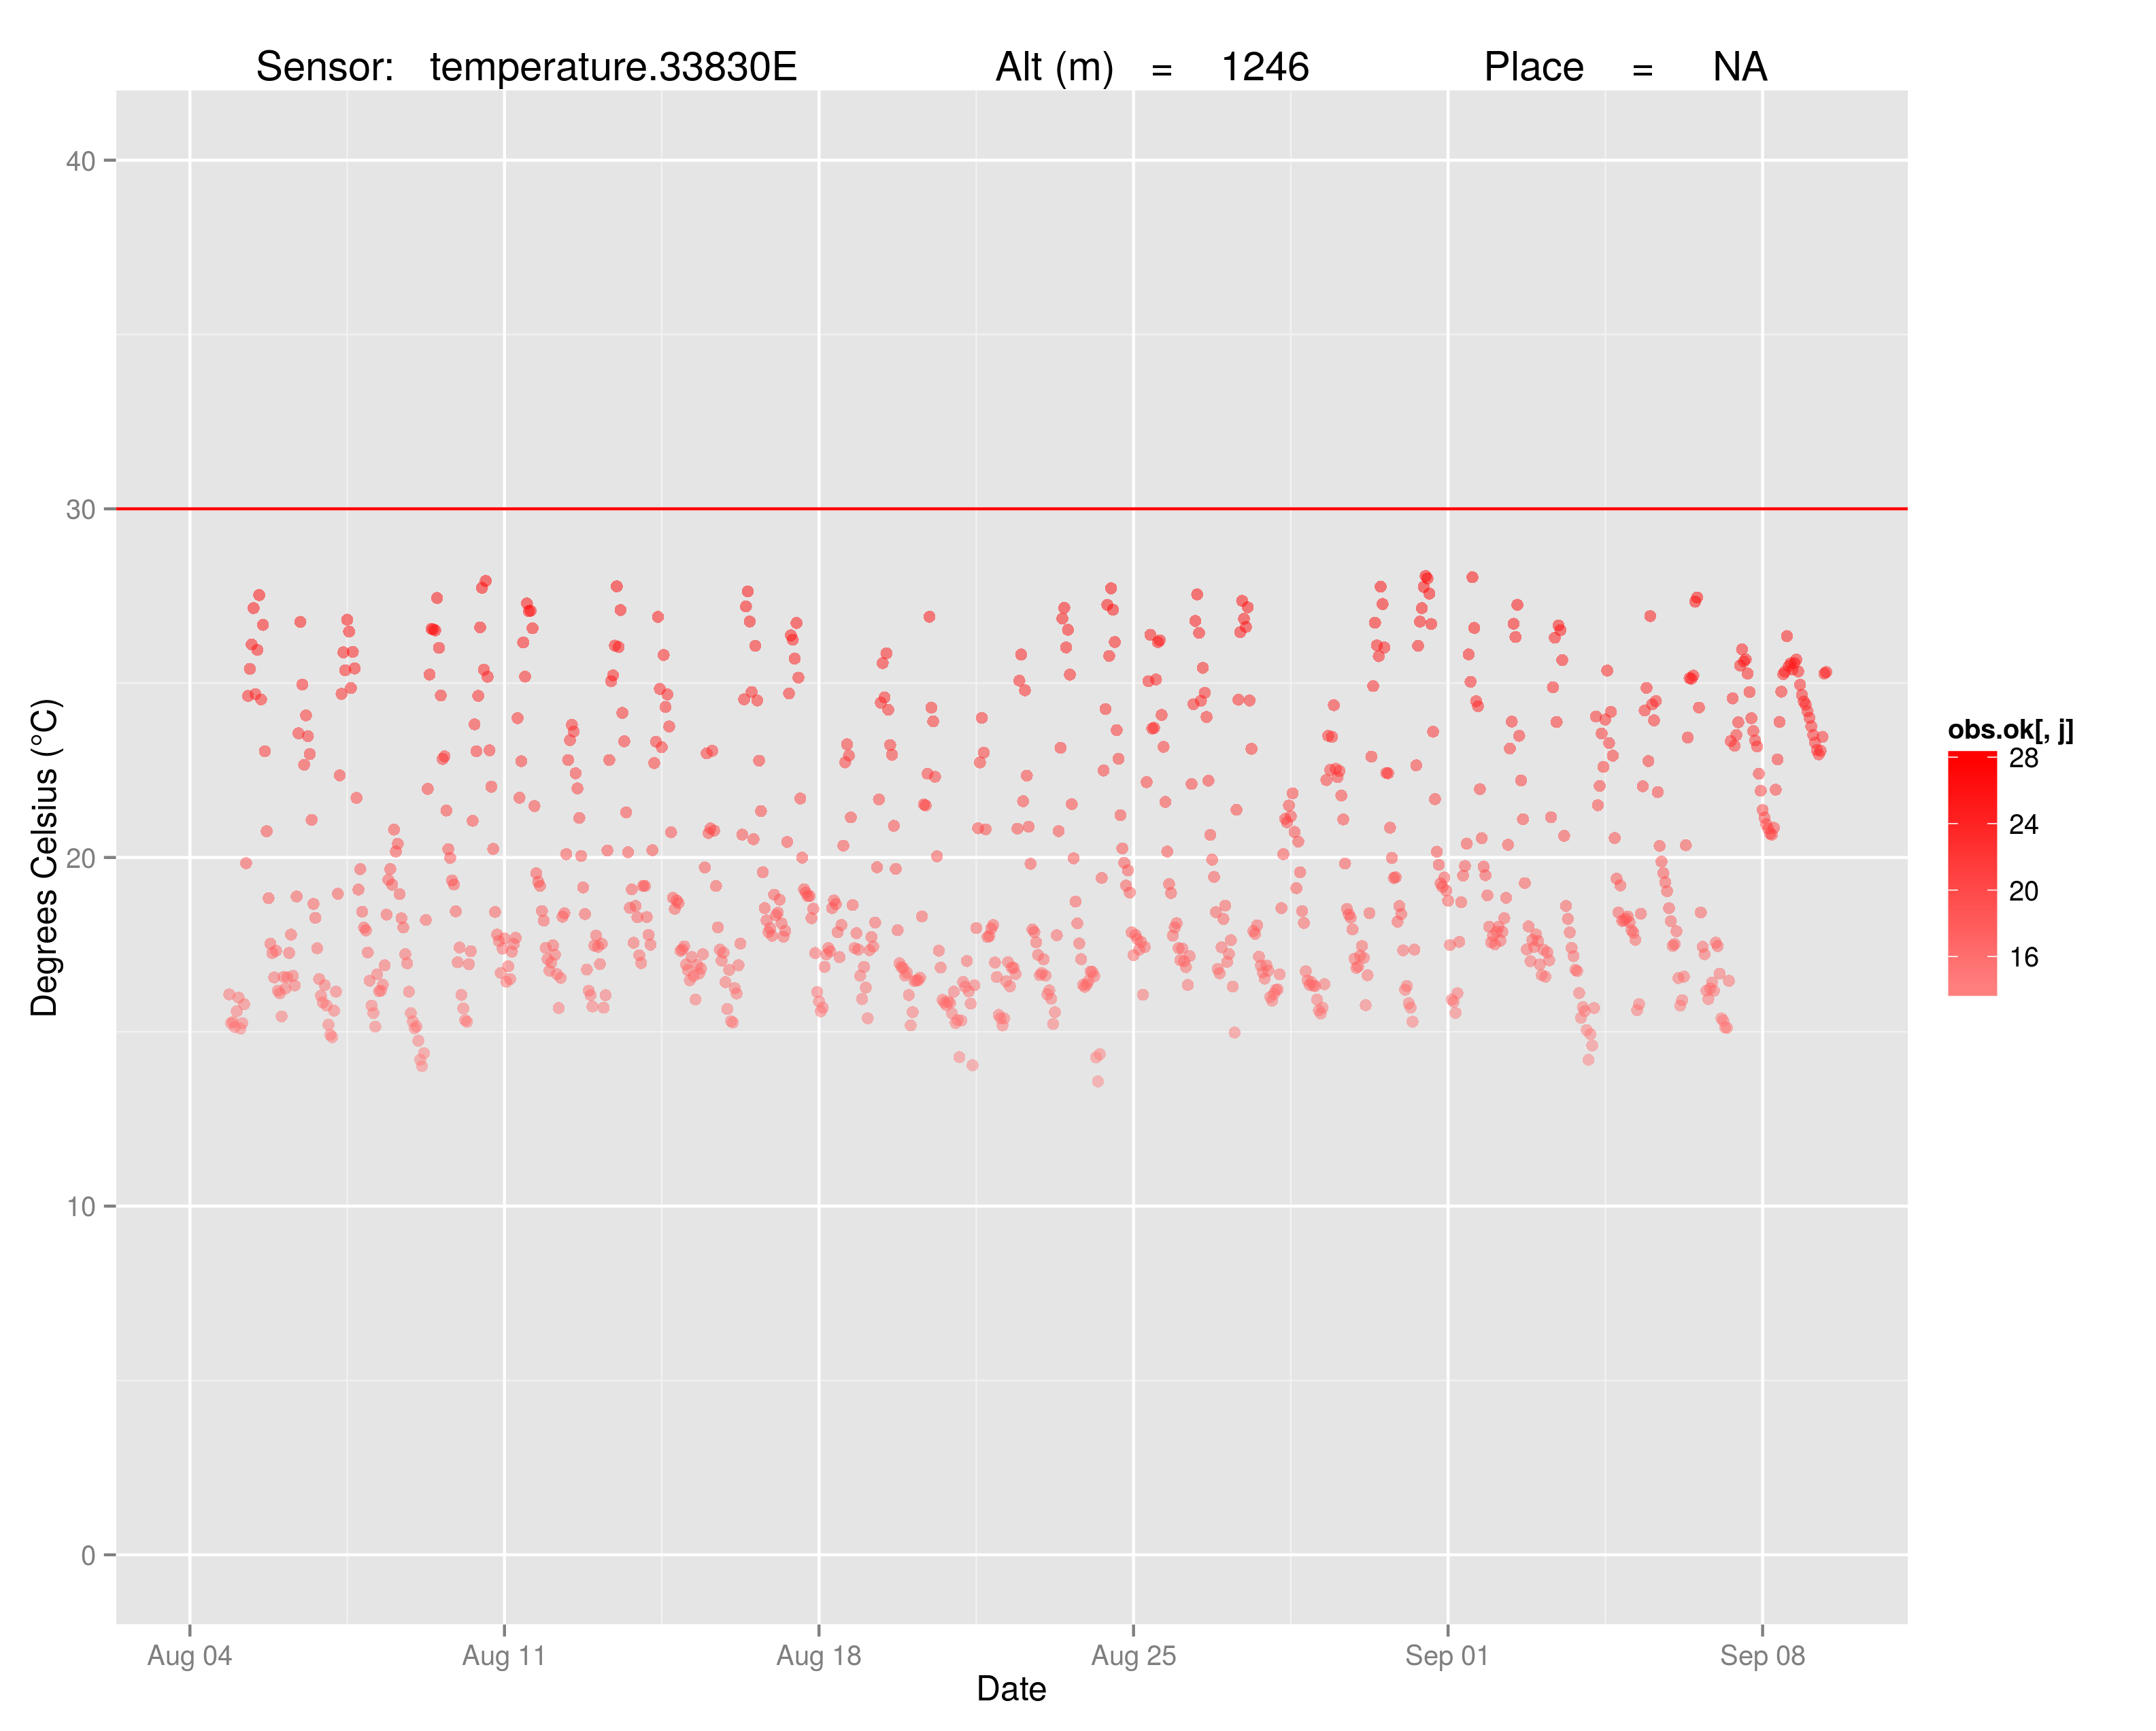 Sensor: temperature.33830E Alt (m) = 1246 Place = NA
Degrees Celsius (°C)
40
30
20
10
0
Aug 04 Aug 11 Aug 18 Aug 25 Sep 01 Sep 08
Date
obs.ok[, j]
28
24
20
16